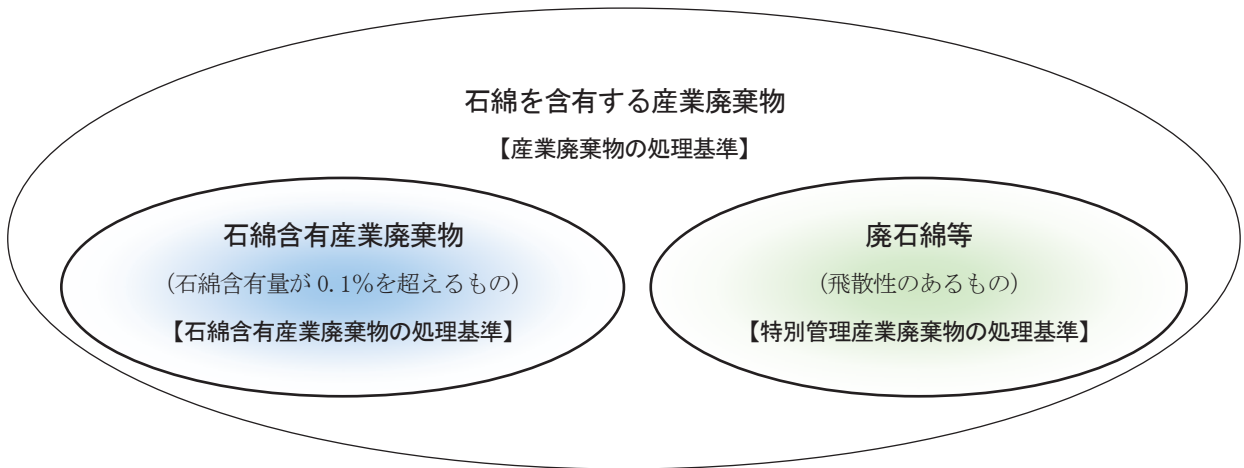 石綿を含有する産業廃棄物
【産業廃棄物の処理基準】
石綿含有産業廃棄物
(石綿含有量が 0.1%を超えるもの)
【石綿含有産業廃棄物の処理基準】
廃石綿等
(飛散性のあるもの)
【特別管理産業廃棄物の処理基準】